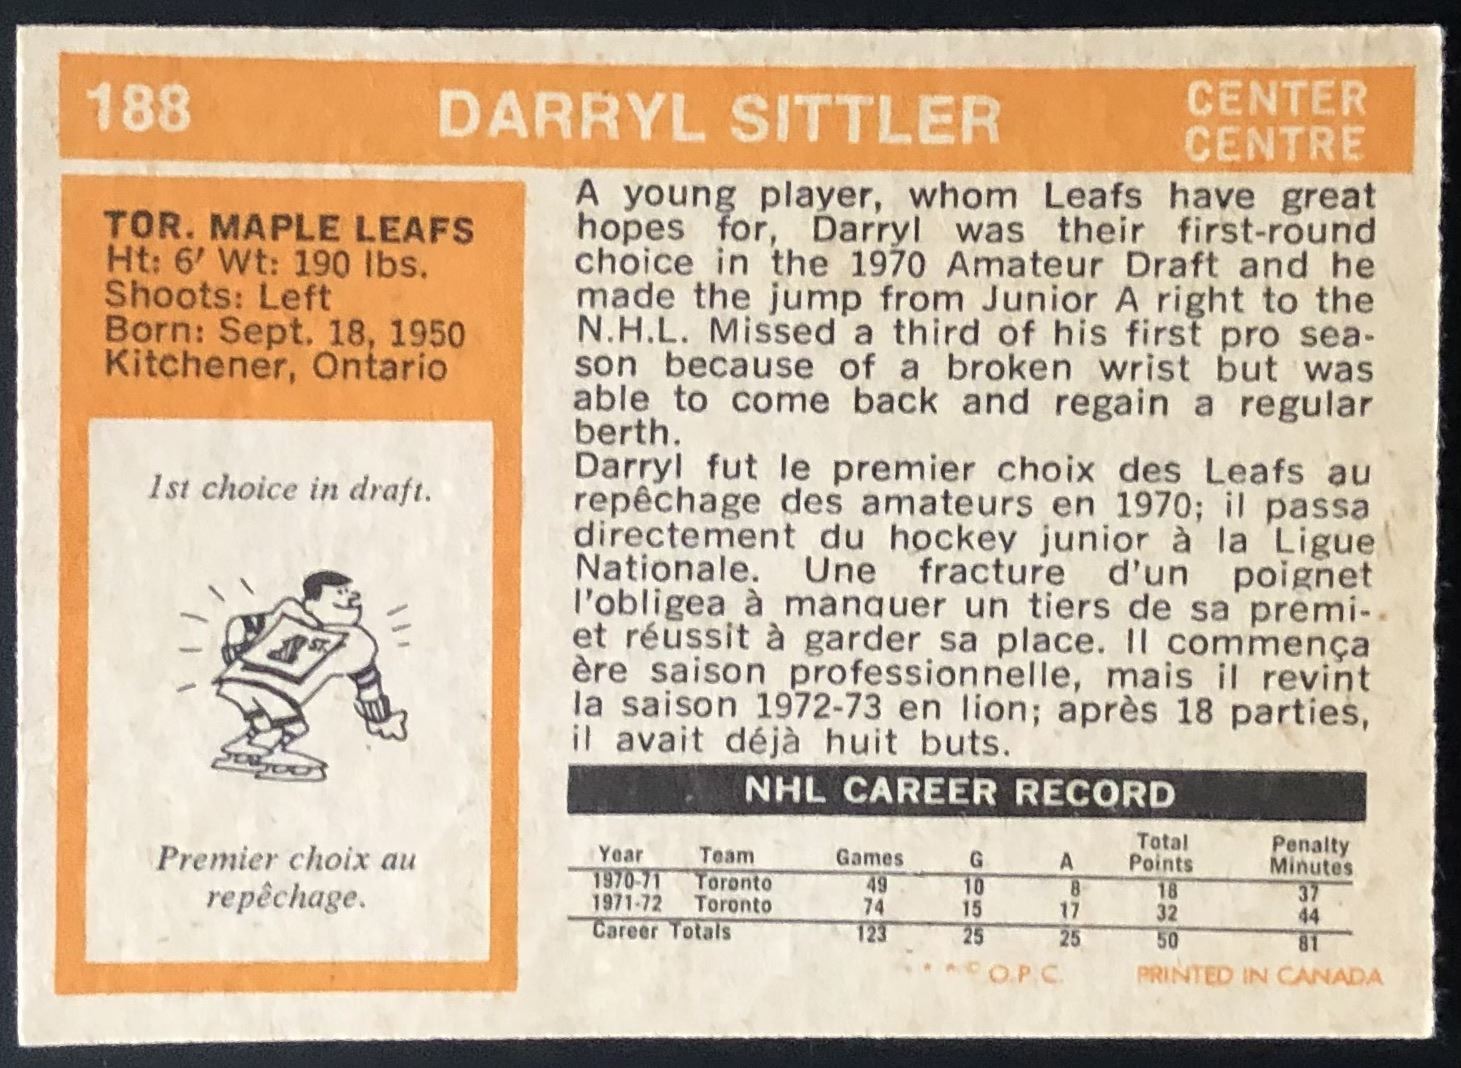 188
DARRYL SITTLER
CENTER
CENTRE
TOR. MAPLE LEAFS
Ht: 6' Wt: 190 lbs.
Shoots: Left
Born: Sept. 18, 1950
Kitchener, Ontario
1st choice in draft.
1ST.
Premier choix au
repêchage.
A young player, whom Leafs have great
hopes for, Darryl was their first-round
choice in the 1970 Amateur Draft and he
made the jump from Junior A right to the
N.H.L. Missed a third of his first pro sea-
son because of a broken wrist but was
able to come back and regain a regular
berth.
Darryl fut le premier choix des Leafs au
repêchage des amateurs en 1970; il passa
directement du hockey junior à la Ligue
Nationale. Une fracture d'un poignet
l'obligea à manquer un tiers de sa premi-
et réussit à garder sa place. Il commença
ère saison professionnelle, mais il revint
la saison 1972-73 en lion; après 18 parties,
il avait déjà huit buts.
NHL CAREER RECORD
Year Team Games G A Total Points Penalty Minutes
1970-71 Toronto 49 10 8 18 37
1971-72 Toronto 74 15 17 32 44
Career Totals 123 25 25 50 81
* * © O.P.C. PRINTED IN CANADA